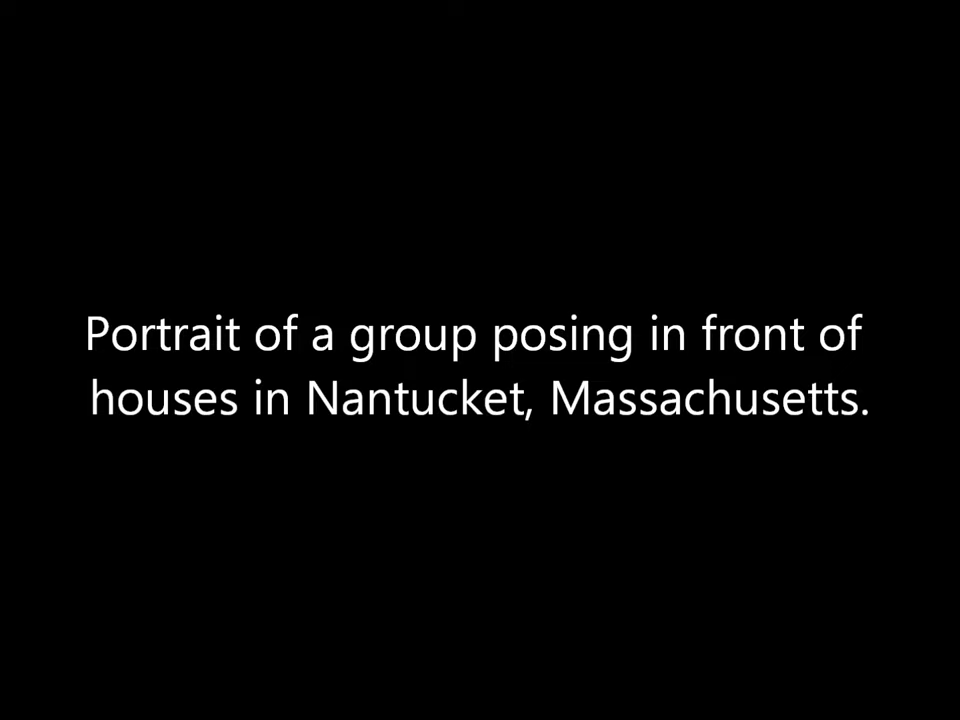 Portrait of a group posing in front of
houses in Nantucket, Massachusetts.